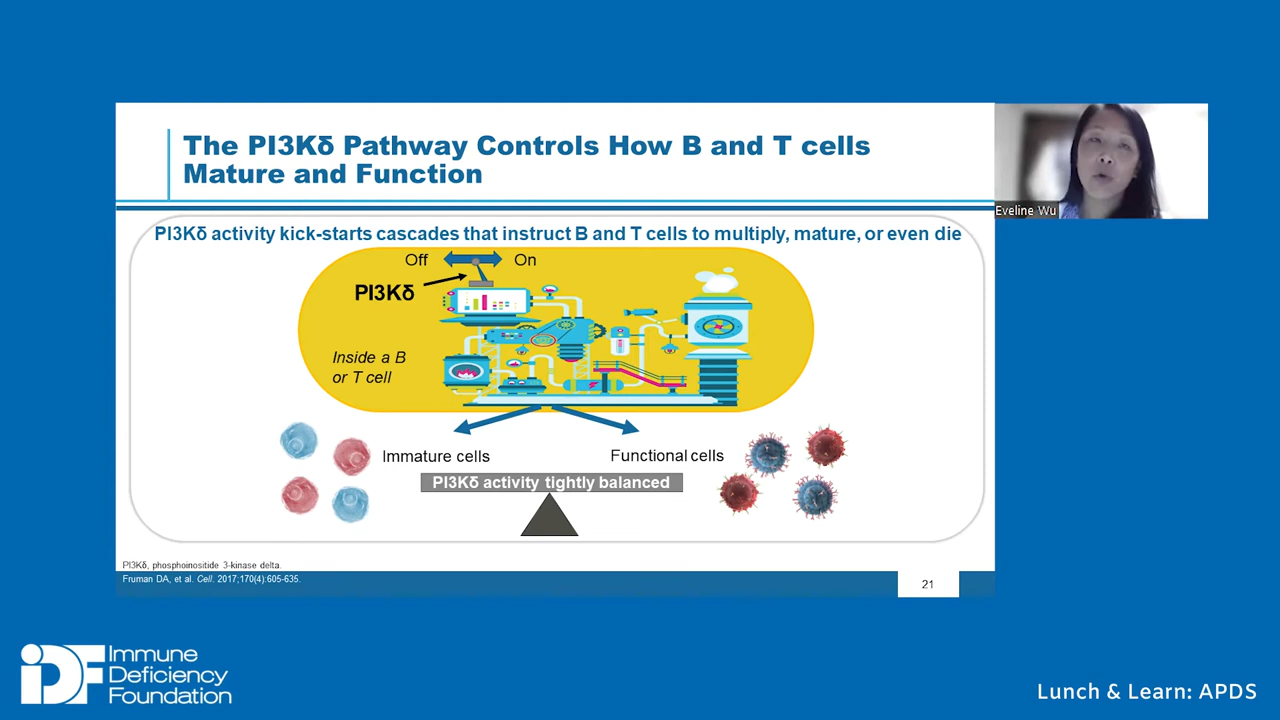 The PI3Kδ Pathway Controls How B and T cells
Mature and Function
Eveline Wu
PI3Kδ activity kick-starts cascades that instruct B and T cells to multiply, mature, or even die
Off
On
PI3Kδ
Inside a B
or T cell
Immature cells
Functional cells
PI3Kδ activity tightly balanced
PI3Kδ, phosphoinositide 3-kinase delta.
Fruman DA, et al. Cell. 2017;170(4):605-635.
21
iDF
Immune
Deficiency
Foundation
Lunch & Learn: APDS